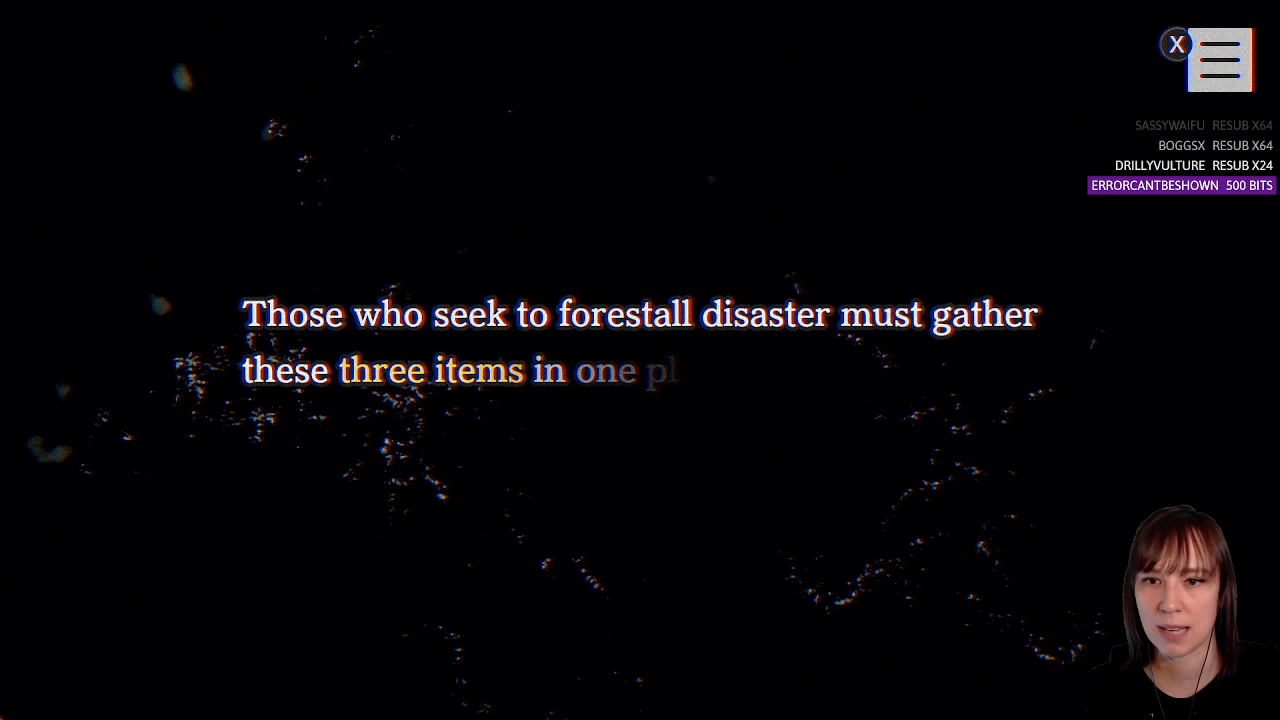 X
SASSYWAIFU RESUB X64
BOGGSX RESUB X64
DRILLYVULTURE RESUB X24
ERRORCANTBESHOWN 500 BITS
Those who seek to forestall disaster must gather
these three items in one pl